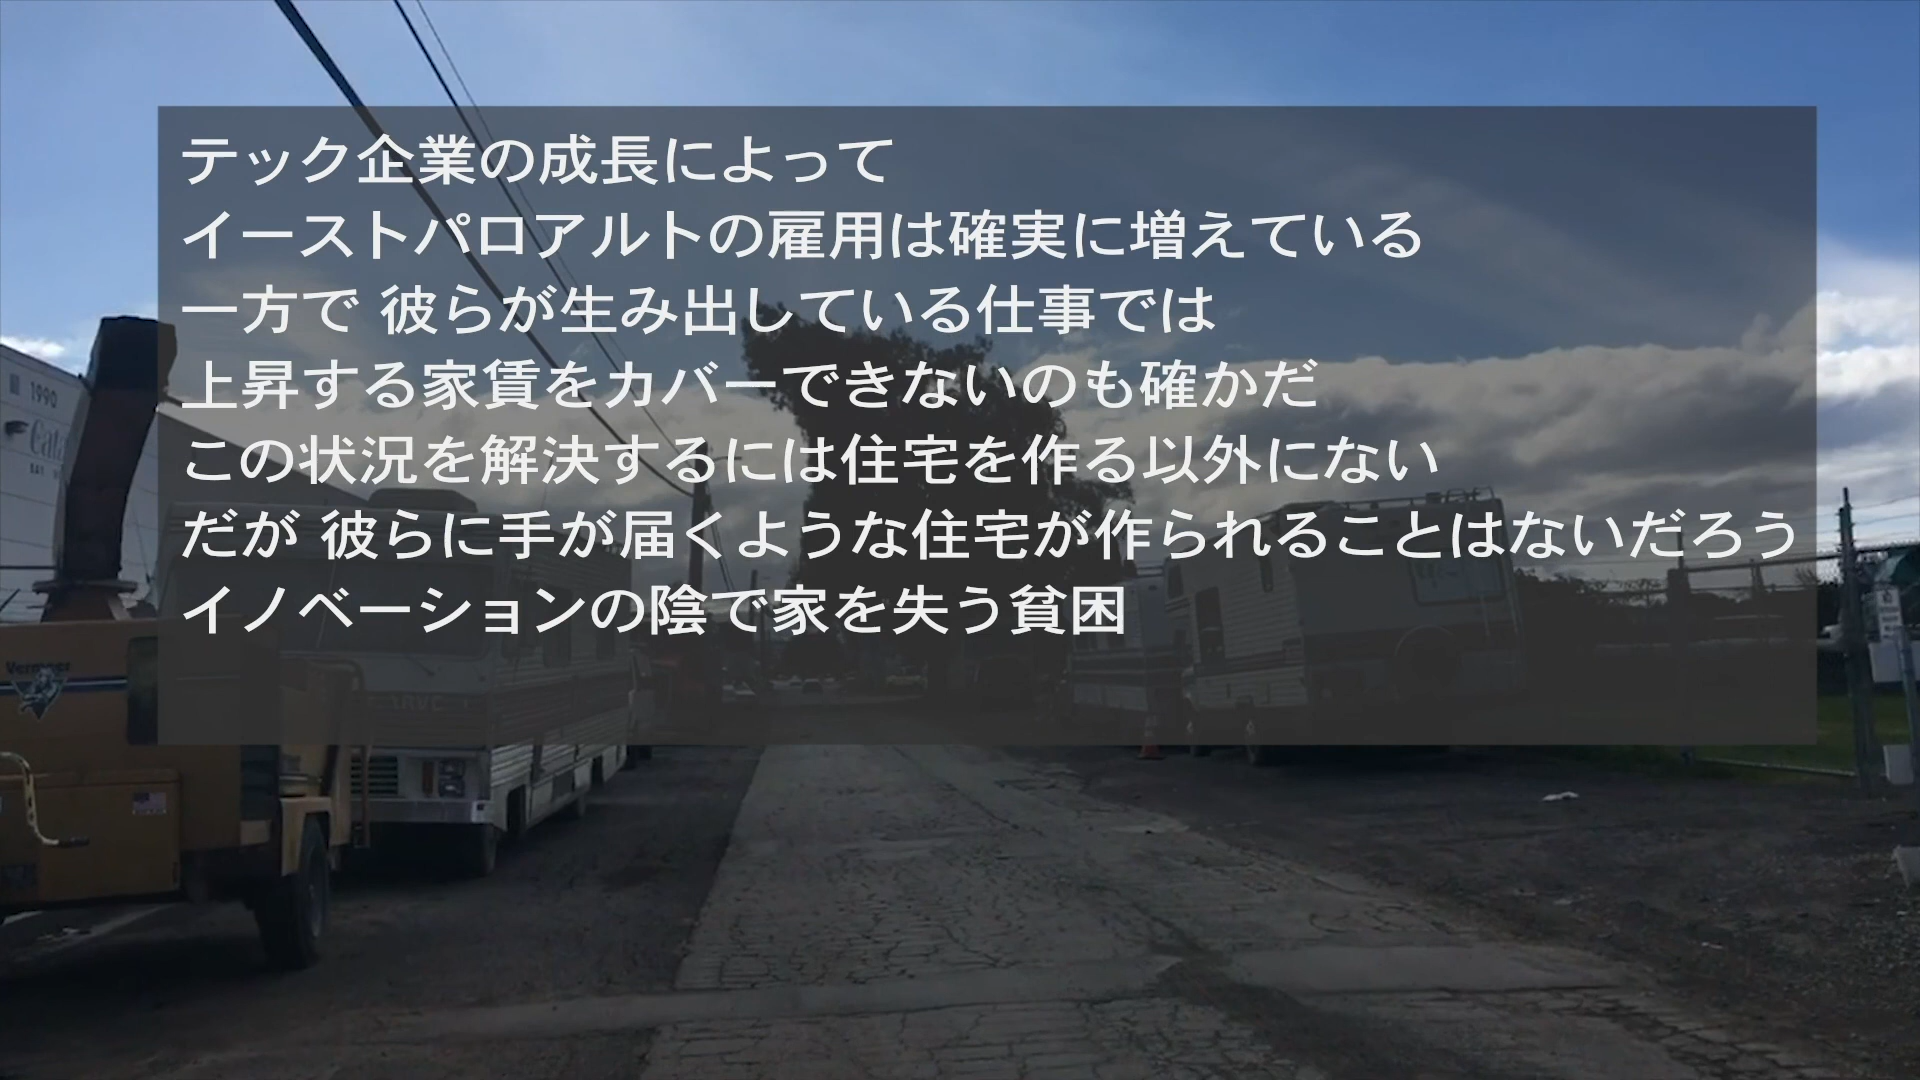 テック企業の成長によって
イーストパロアルトの雇用は確実に増えている
一方で 彼らが生み出している仕事では
上昇する家賃をカバーできないのも確かだ
この状況を解決するには住宅を作る以外にない
だが 彼らに手が届くような住宅が作られることはないだろう
イノベーションの陰で家を失う貧困
1990
Vermeer
RVC